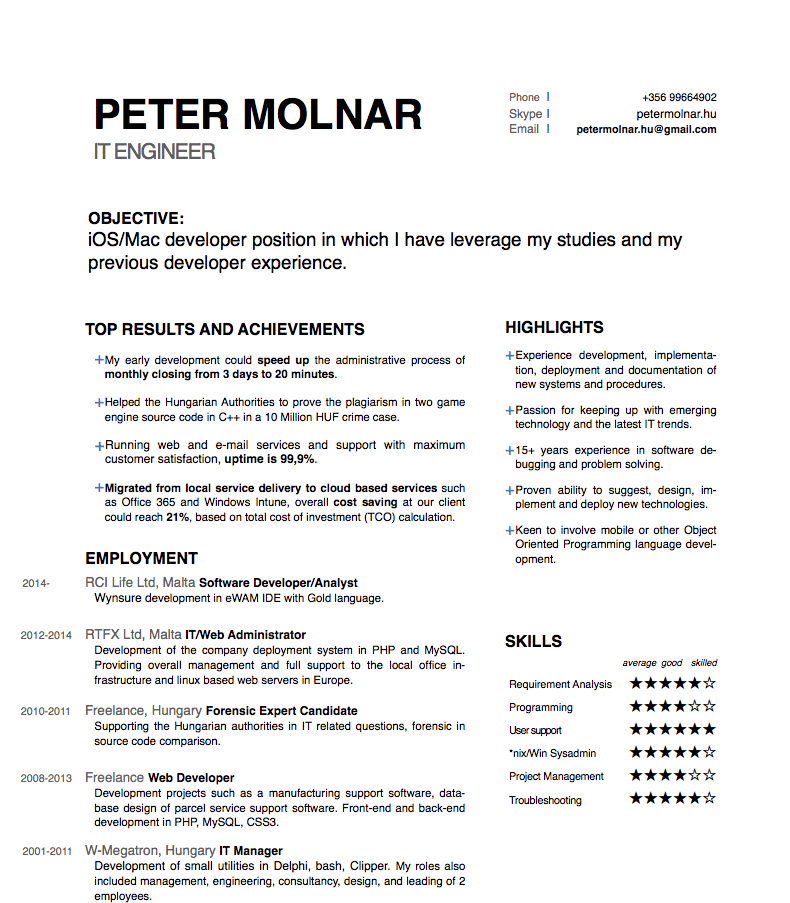 PETER MOLNAR
IT ENGINEER
Phone | +356 99664902
Skype | petermolnar.hu
Email | petermolnar.hu@gmail.com
OBJECTIVE:
iOS/Mac developer position in which I have leverage my studies and my
previous developer experience.
TOP RESULTS AND ACHIEVEMENTS
+My early development could speed up the administrative process of
monthly closing from 3 days to 20 minutes.
+Helped the Hungarian Authorities to prove the plagiarism in two game
engine source code in C++ in a 10 Million HUF crime case.
+Running web and e-mail services and support with maximum
customer satisfaction, uptime is 99,9%.
+Migrated from local service delivery to cloud based services such
as Office 365 and Windows Intune, overall cost saving at our client
could reach 21%, based on total cost of investment (TCO) calculation.
EMPLOYMENT
2014- RCI Life Ltd, Malta Software Developer/Analyst
Wynsure development in eWAM IDE with Gold language.
2012-2014 RTFX Ltd, Malta IT/Web Administrator
Development of the company deployment system in PHP and MySQL.
Providing overall management and full support to the local office in-
frastructure and linux based web servers in Europe.
2010-2011 Freelance, Hungary Forensic Expert Candidate
Supporting the Hungarian authorities in IT related questions, forensic in
source code comparison.
2008-2013 Freelance Web Developer
Development projects such as a manufacturing support software, data-
base design of parcel service support software. Front-end and back-end
development in PHP, MySQL, CSS3.
2001-2011 W-Megatron, Hungary IT Manager
Development of small utilities in Delphi, bash, Clipper. My roles also
included management, engineering, consultancy, design, and leading of 2
employees.
HIGHLIGHTS
+Experience development, implementa-
tion, deployment and documentation of
new systems and procedures.
+Passion for keeping up with emerging
technology and the latest IT trends.
+15+ years experience in software de-
bugging and problem solving.
+Proven ability to suggest, design, im-
plement and deploy new technologies.
+Keen to involve mobile or other Object
Oriented Programming language devel-
opment.
SKILLS
average good skilled
Requirement Analysis ★★★★★☆
Programming ★★★★☆☆
User support ★★★★★★
*nix/Win Sysadmin ★★★★★☆
Project Management ★★★★☆☆
Troubleshooting ★★★★★☆